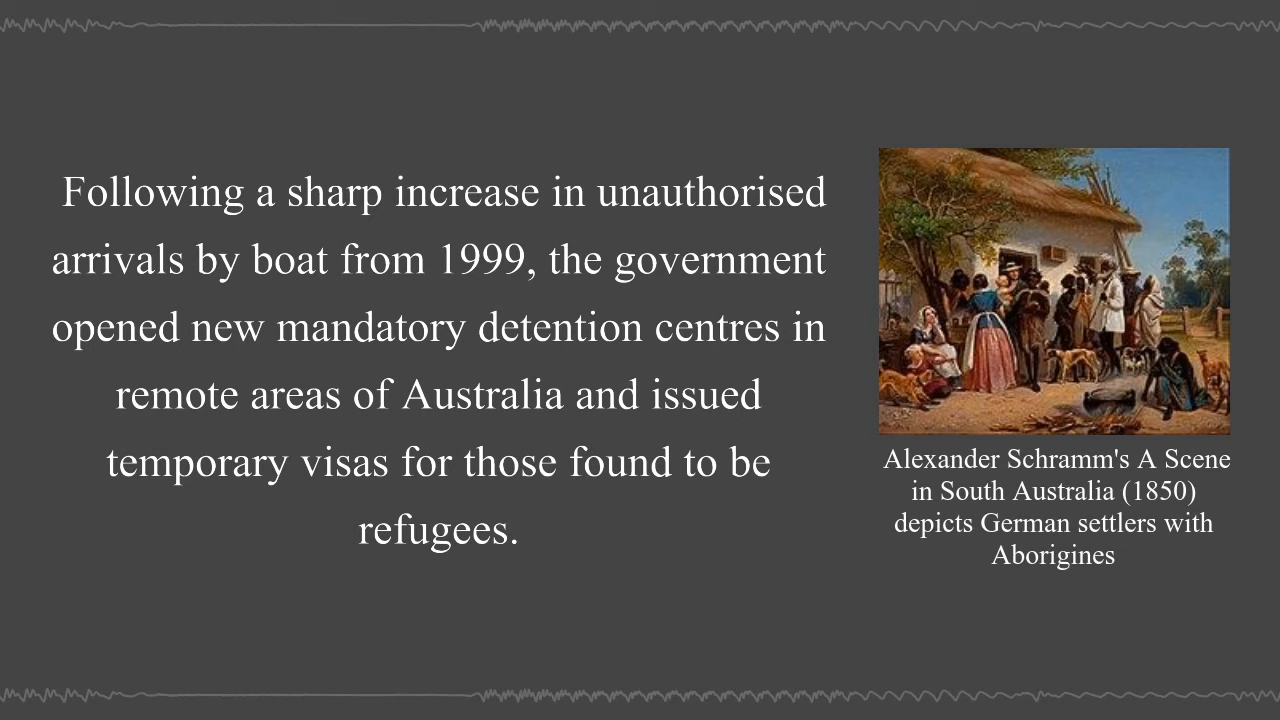 Following a sharp increase in unauthorised
arrivals by boat from 1999, the government
opened new mandatory detention centres in
remote areas of Australia and issued
temporary visas for those found to be
refugees.
Alexander Schramm's A Scene
in South Australia (1850)
depicts German settlers with
Aborigines